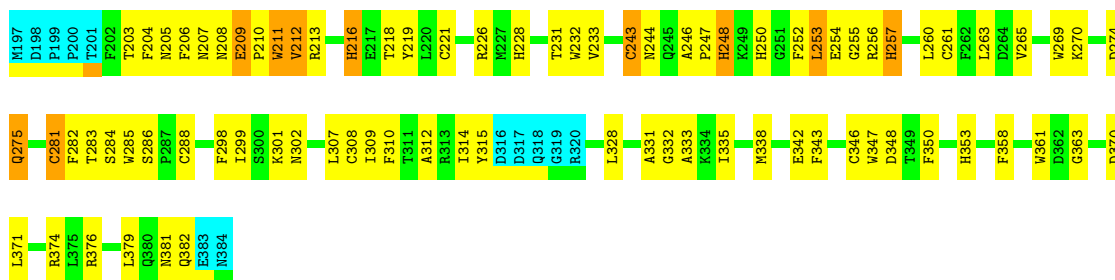 M197 D198 P199 P200 T201 F202 T203 F204 N205 F206 N207 N208 E209 P210 W211 V212 R213 H216 E217 T218 Y219 L220 C221 R226 M227 H228 T231 W232 V233 C243 N244 Q245 A246 P247 H248 K249 H250 G251 F252 L253 E254 G255 R256 H257 L260 C261 F262 L263 D264 V265 W269 K270
Q275 C281 F282 T283 S284 W285 S286 P287 C288 F298 I299 S300 K301 N302 L307 C308 I309 F310 T311 A312 R313 I314 Y315 D316 D317 Q318 G319 R320 L328 A331 G332 A333 K334 I335 M338 E342 F343 C346 W347 D348 T349 F350 H353 F358 W361 D362 G363
L371 R374 L375 R376 L379 Q380 N381 Q382 E383 N384